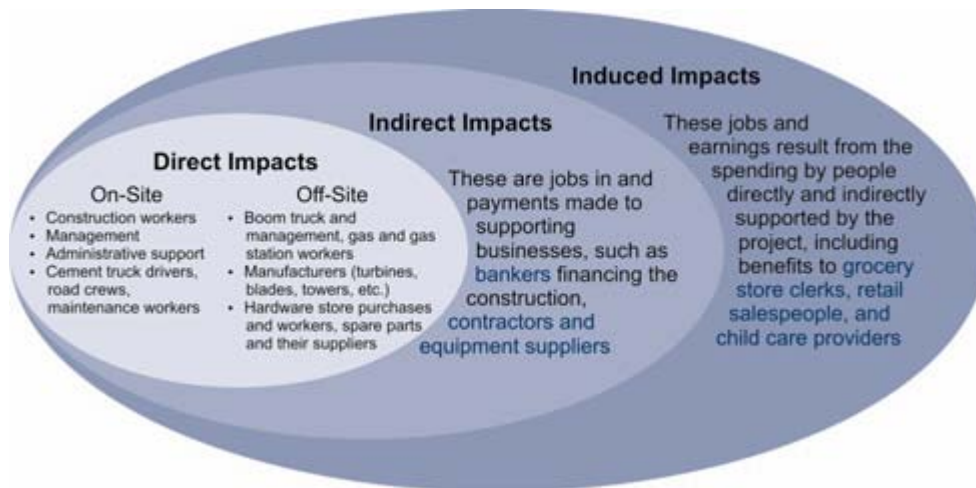 Direct Impacts
On-Site
• Construction workers
• Management
• Administrative support
• Cement truck drivers,
road crews,
maintenance workers
Off-Site
• Boom truck and
management, gas and gas
station workers
• Manufacturers (turbines,
blades, towers, etc.)
• Hardware store purchases
and workers, spare parts
and their suppliers
Indirect Impacts
These are jobs in and
payments made to
supporting
businesses, such as
bankers financing the
construction,
contractors and
equipment suppliers
Induced Impacts
These jobs and
earnings result from the
spending by people
directly and indirectly
supported by the
project, including
benefits to grocery
store clerks, retail
salespeople, and
child care providers